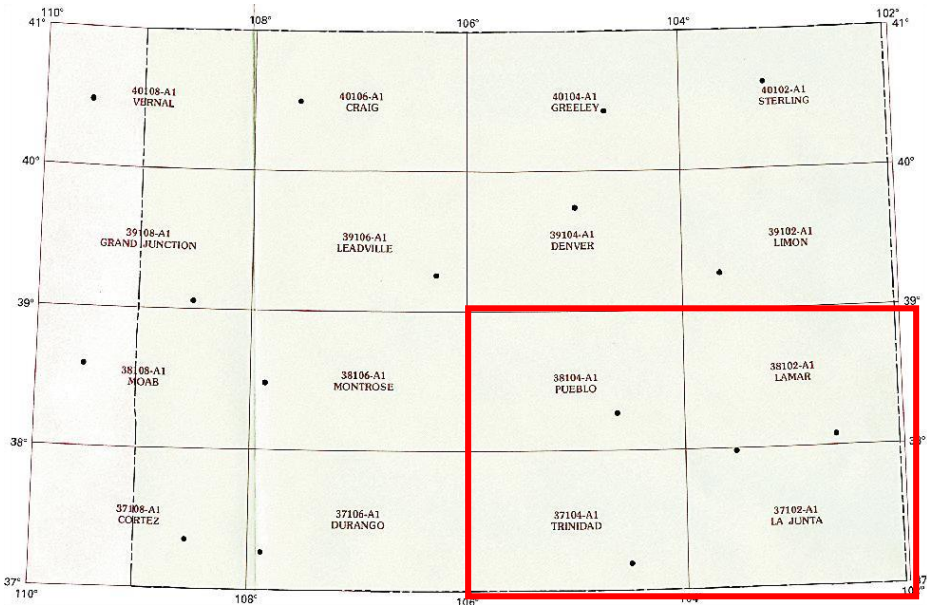 41° 110° 108° 106° 104° 102° 41°
40108-A1
VERNAL
40106-A1
CRAIG
40104-A1
GREELEY
40102-A1
STERLING
40° 40°
39108-A1
GRAND JUNCTION
39106-A1
LEADVILLE
39104-A1
DENVER
39102-A1
LIMON
39° 39°
38108-A1
MOAB
38106-A1
MONTROSE
38104-A1
PUEBLO
38102-A1
LAMAR
38°
37108-A1
CORTEZ
37106-A1
DURANGO
37104-A1
TRINIDAD
37102-A1
LA JUNTA
37°
110° 108° 106°